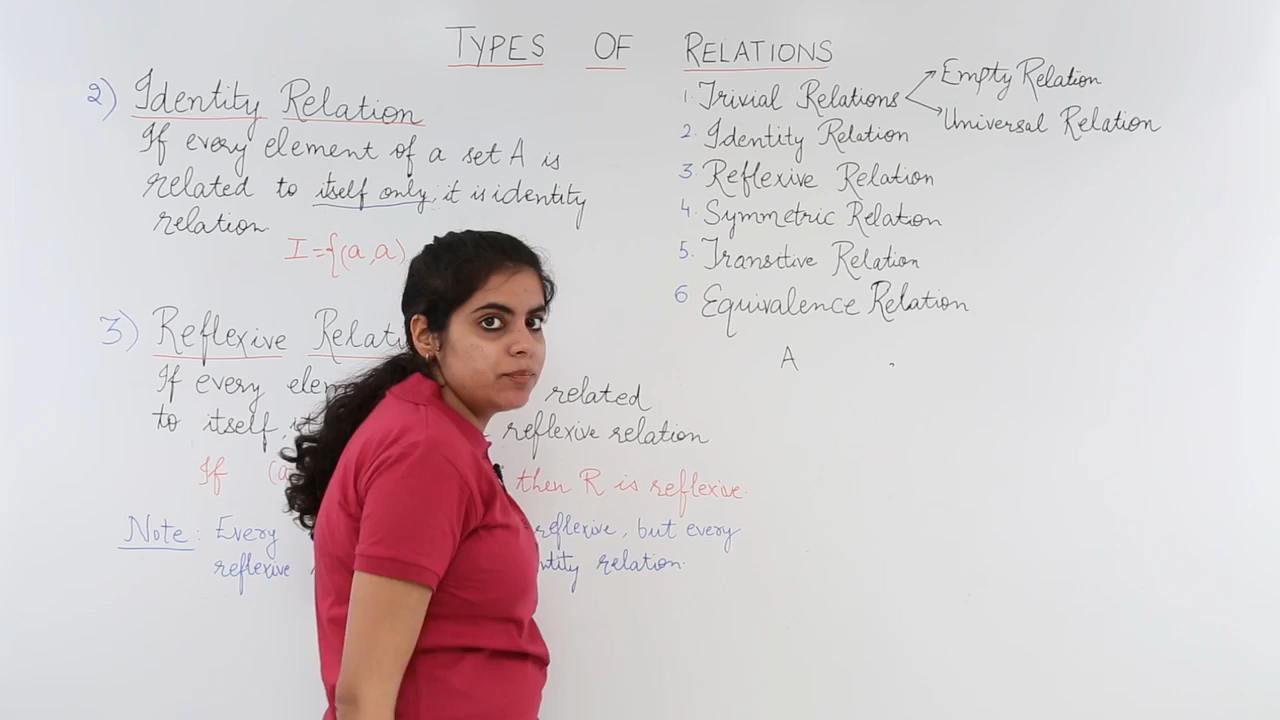 TYPES OF RELATIONS
2) Identity Relation
If every element of a set A is
related to itself only, it is identity
relation.
I={(a,a)
3) Reflexive
If every related
to itself, it reflexive relation
If (a then R is reflexive.
Note: Every reflexive, but every
reflexive relation.
1. Trivial Relations
Empty Relation
Universal Relation
2. Identity Relation
3. Reflexive Relation
4. Symmetric Relation
5. Transitive Relation
6 Equivalence Relation
A